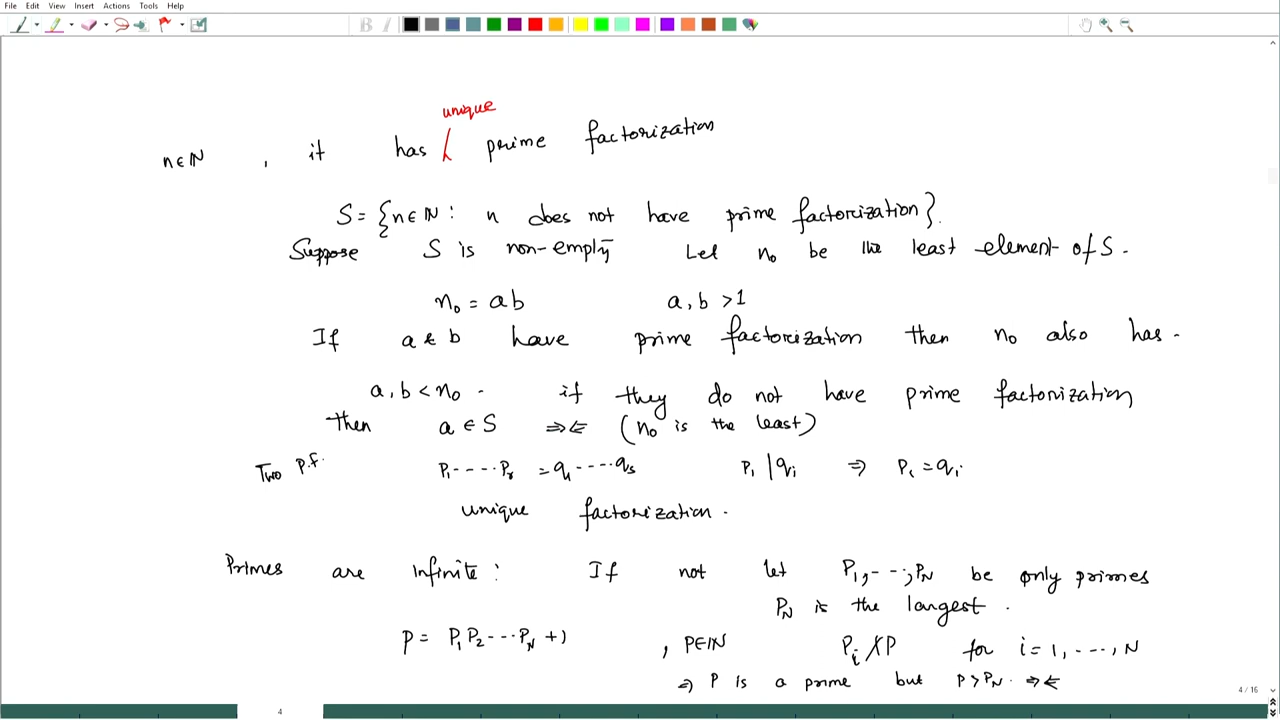 File Edit View Insert Actions Tools Help
unique
n∈ℕ , it has prime factorization
S = {n∈ℕ : n does not have prime factorization}.
Suppose S is non-empty Let n₀ be the least element of S.
n₀ = ab a, b > 1
If a & b have prime factorization then n₀ also has.
a, b < n₀ . if they do not have prime factorization
then a ∈ S ⇒⇐ (n₀ is the least)
Two p.f. P₁ - - - - Pᵣ = q₁ - - - - qₛ P₁ | qᵢ ⇒ P₁ = qᵢ.
unique factorization.
Primes are infinite : If not let P₁, - - -, P_N be only primes
P_N is the largest.
P = P₁ P₂ - - - P_N + 1 , P∈ℕ Pᵢ ∤ P for i = 1, - - -, N
⇒ P is a prime but P > P_N. ⇒⇐
4 / 16
4